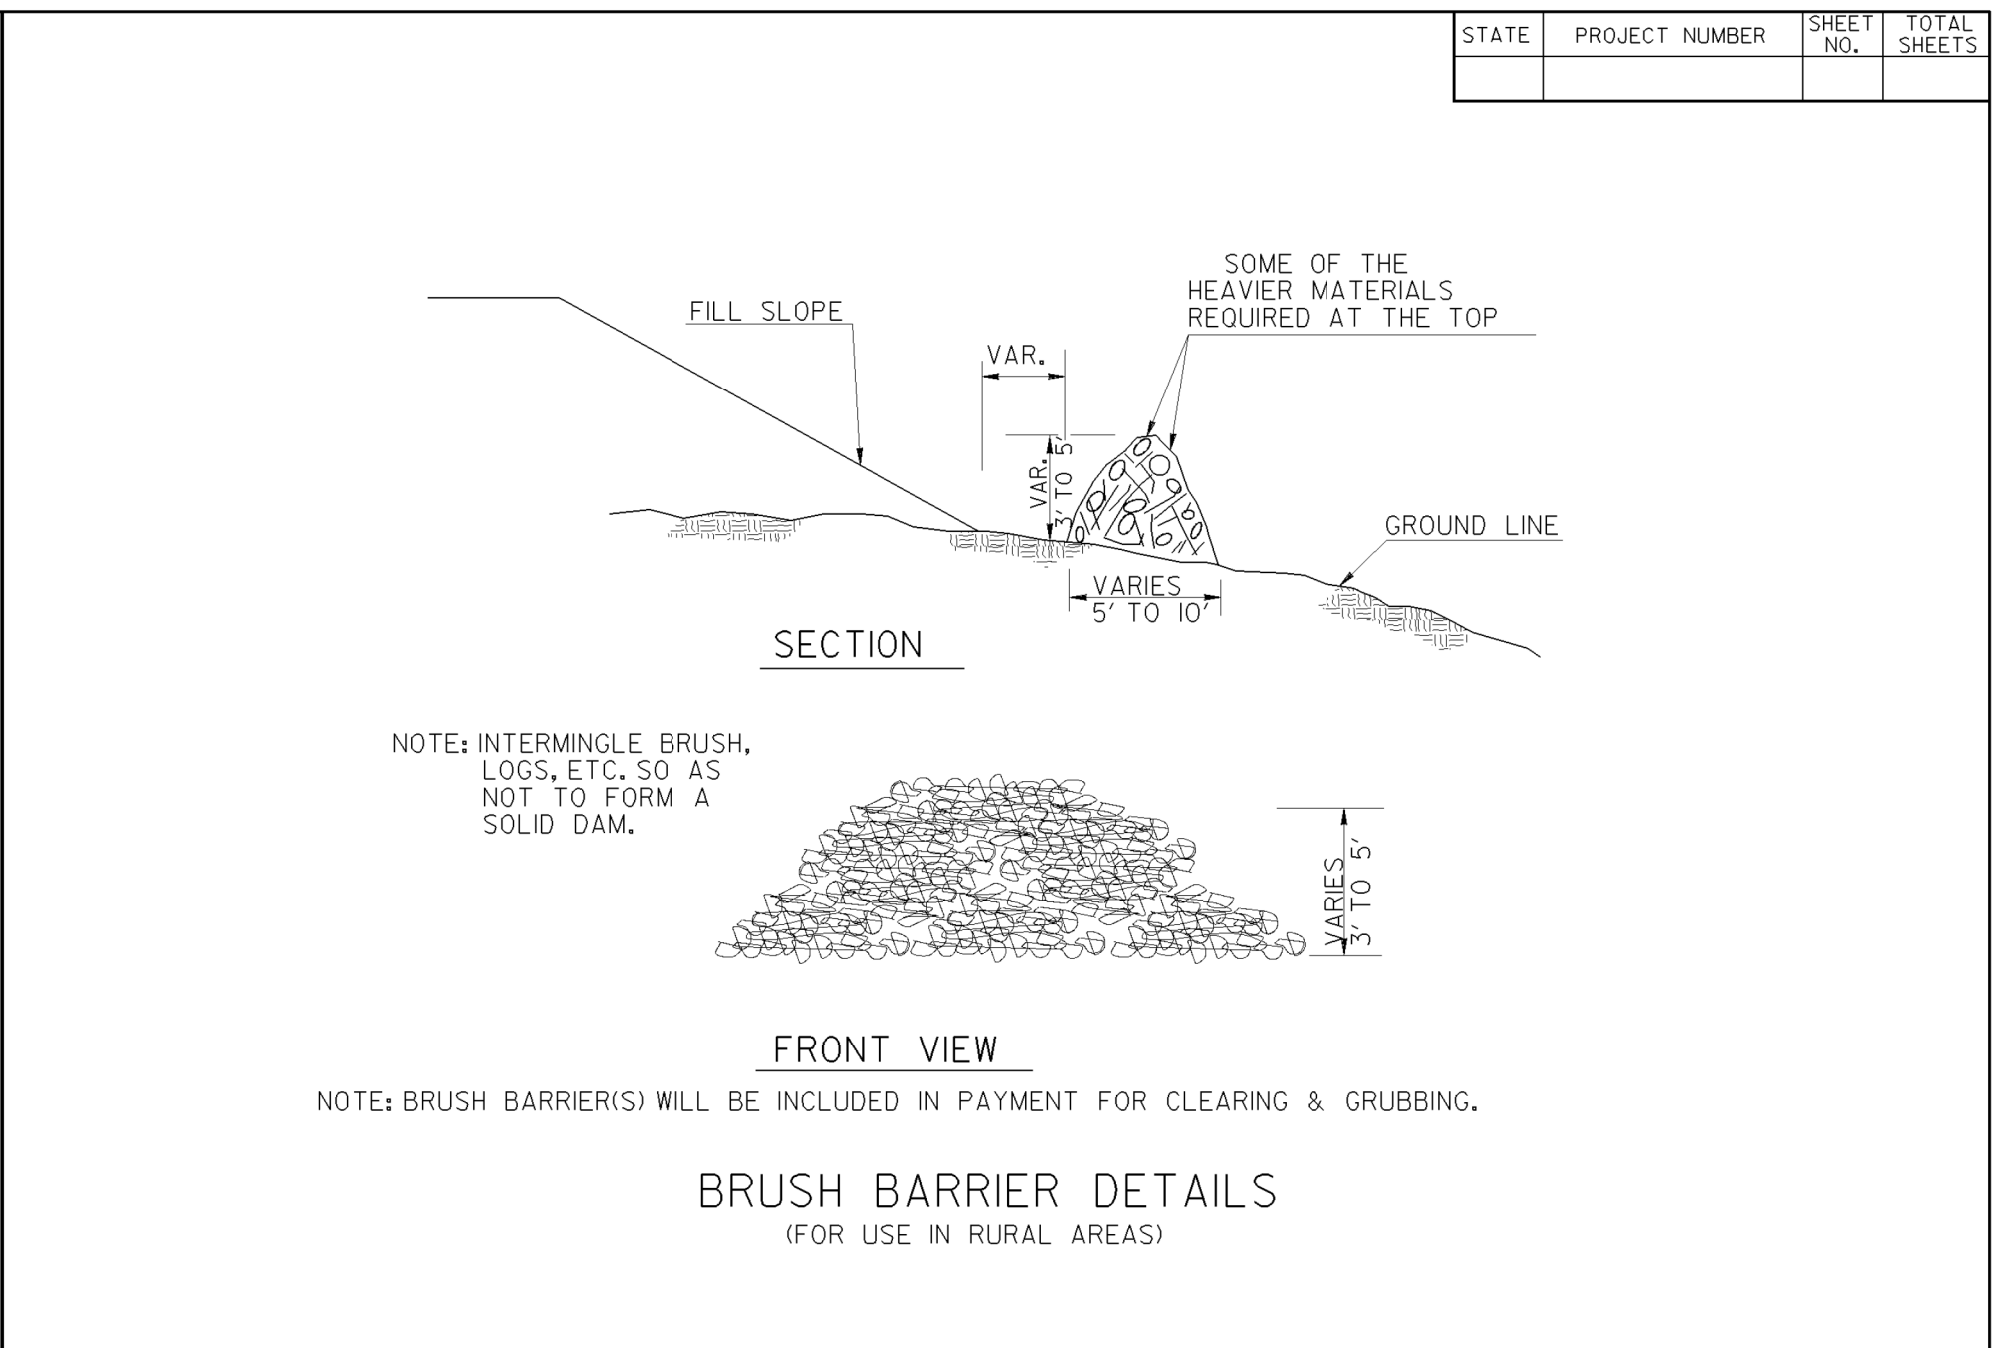 STATE PROJECT NUMBER SHEET NO. TOTAL SHEETS
SOME OF THE
HEAVIER MATERIALS
REQUIRED AT THE TOP
FILL SLOPE
VAR.
VAR.
3' TO 5'
GROUND LINE
VARIES
5' TO 10'
SECTION
NOTE: INTERMINGLE BRUSH,
LOGS, ETC. SO AS
NOT TO FORM A
SOLID DAM.
VARIES
3' TO 5'
FRONT VIEW
NOTE: BRUSH BARRIER(S) WILL BE INCLUDED IN PAYMENT FOR CLEARING & GRUBBING.
BRUSH BARRIER DETAILS
(FOR USE IN RURAL AREAS)